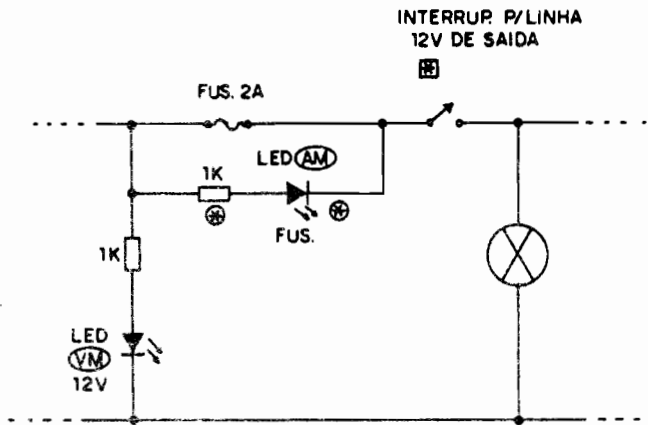 INTERRUP. P/LINHA
12V DE SAIDA
FUS. 2A
LED AM
1K
FUS.
1K
LED
VM
12V